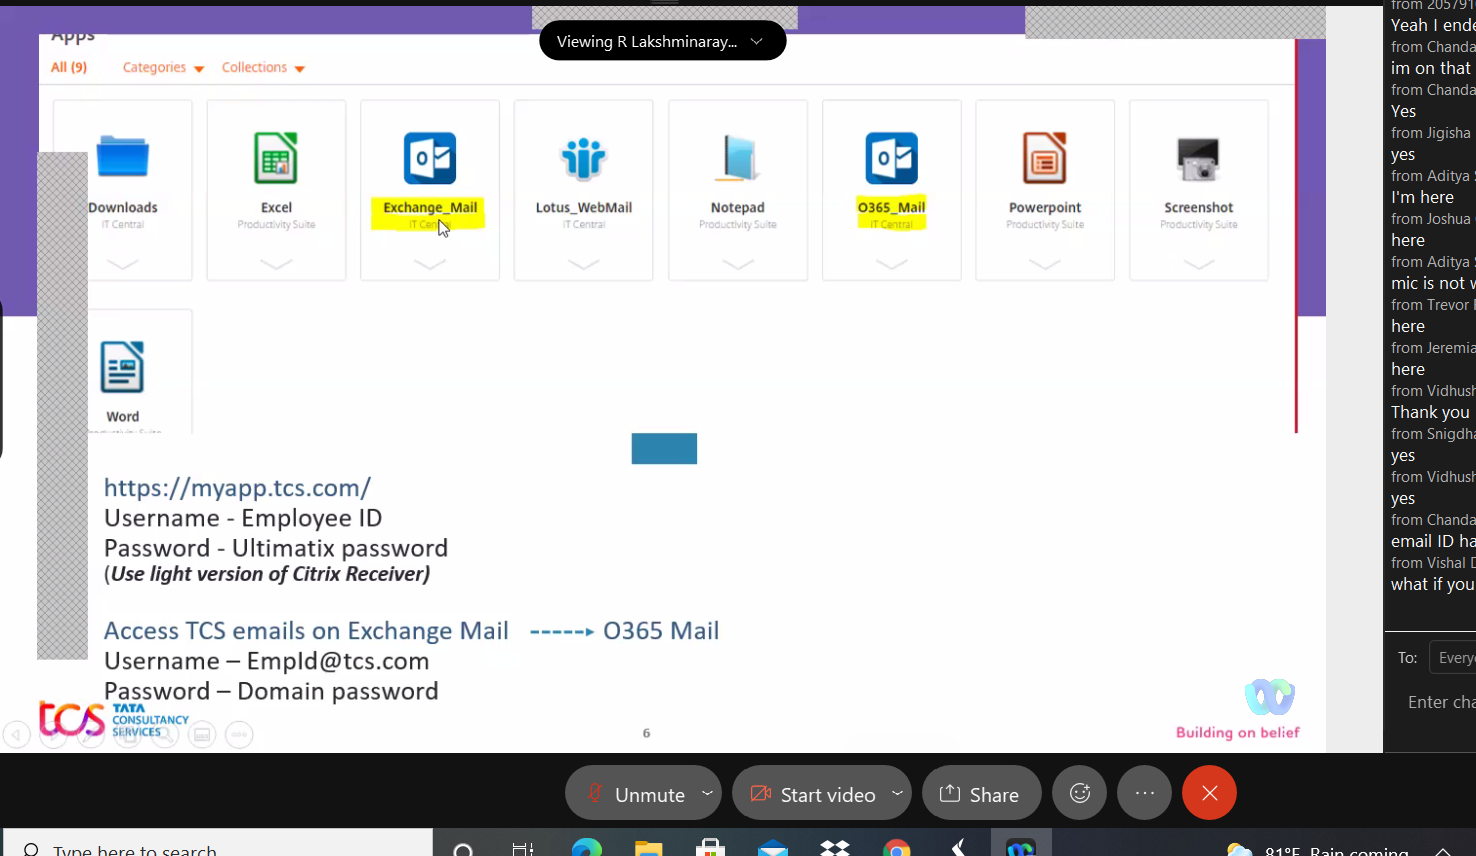 Apps
Viewing R Lakshminaray...
All (9)
Categories
Collections
Downloads
IT Central
Excel
Productivity Suite
Exchange_Mail
IT Central
Lotus_WebMail
IT Central
Notepad
Productivity Suite
O365_Mail
IT Central
Powerpoint
Productivity Suite
Screenshot
Productivity Suite
Word
https://myapp.tcs.com/
Username - Employee ID
Password - Ultimatix password
(Use light version of Citrix Receiver)
Access TCS emails on Exchange Mail -----> O365 Mail
Username – EmpId@tcs.com
Password – Domain password
tcs TATA
CONSULTANCY
SERVICES
6
Building on belief
from 205791
Yeah I ende
from Chanda
im on that
from Chanda
Yes
from Jigisha
yes
from Aditya S
I'm here
from Joshua
here
from Aditya S
mic is not w
from Trevor
here
from Jeremia
here
from Vidhush
Thank you
from Snigdha
yes
from Vidhush
yes
from Chanda
email ID ha
from Vishal D
what if you
To:
Every
Enter cha
Unmute
Start video
Share
Type here to search
81°F Rain coming